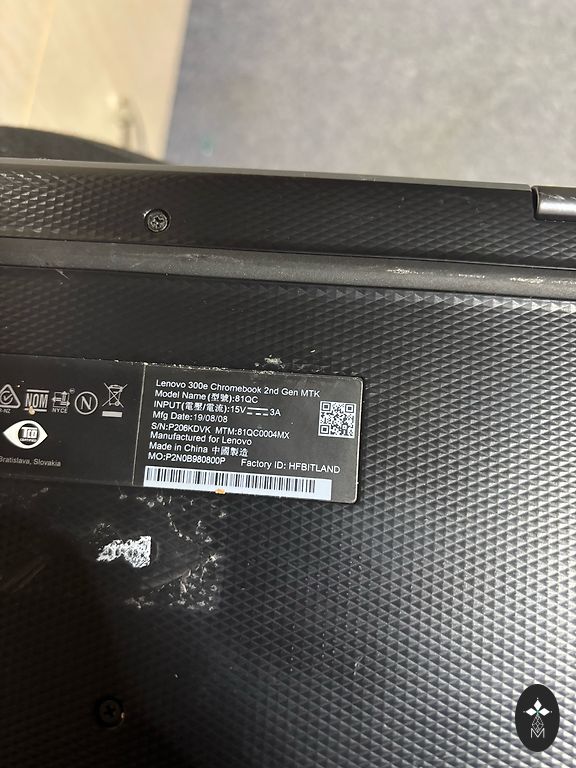 Lenovo 300e Chromebook 2nd Gen MTK
Model Name(型號):81QC
INPUT(電壓/電流):15V⎓3A
Mfg Date:19/08/08
S/N:P206KDVK MTM:81QC0004MX
Manufactured for Lenovo
Made in China 中國製造
MO:P2N0B980800P Factory ID: HFBITLAND
R-NZ
NOM
NYCE
N
TCO
Bratislava, Slovakia
M